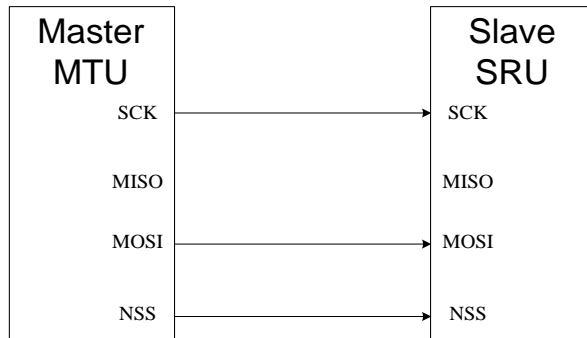 Master
MTU
SCK
MISO
MOSI
NSS
Slave
SRU
SCK
MISO
MOSI
NSS